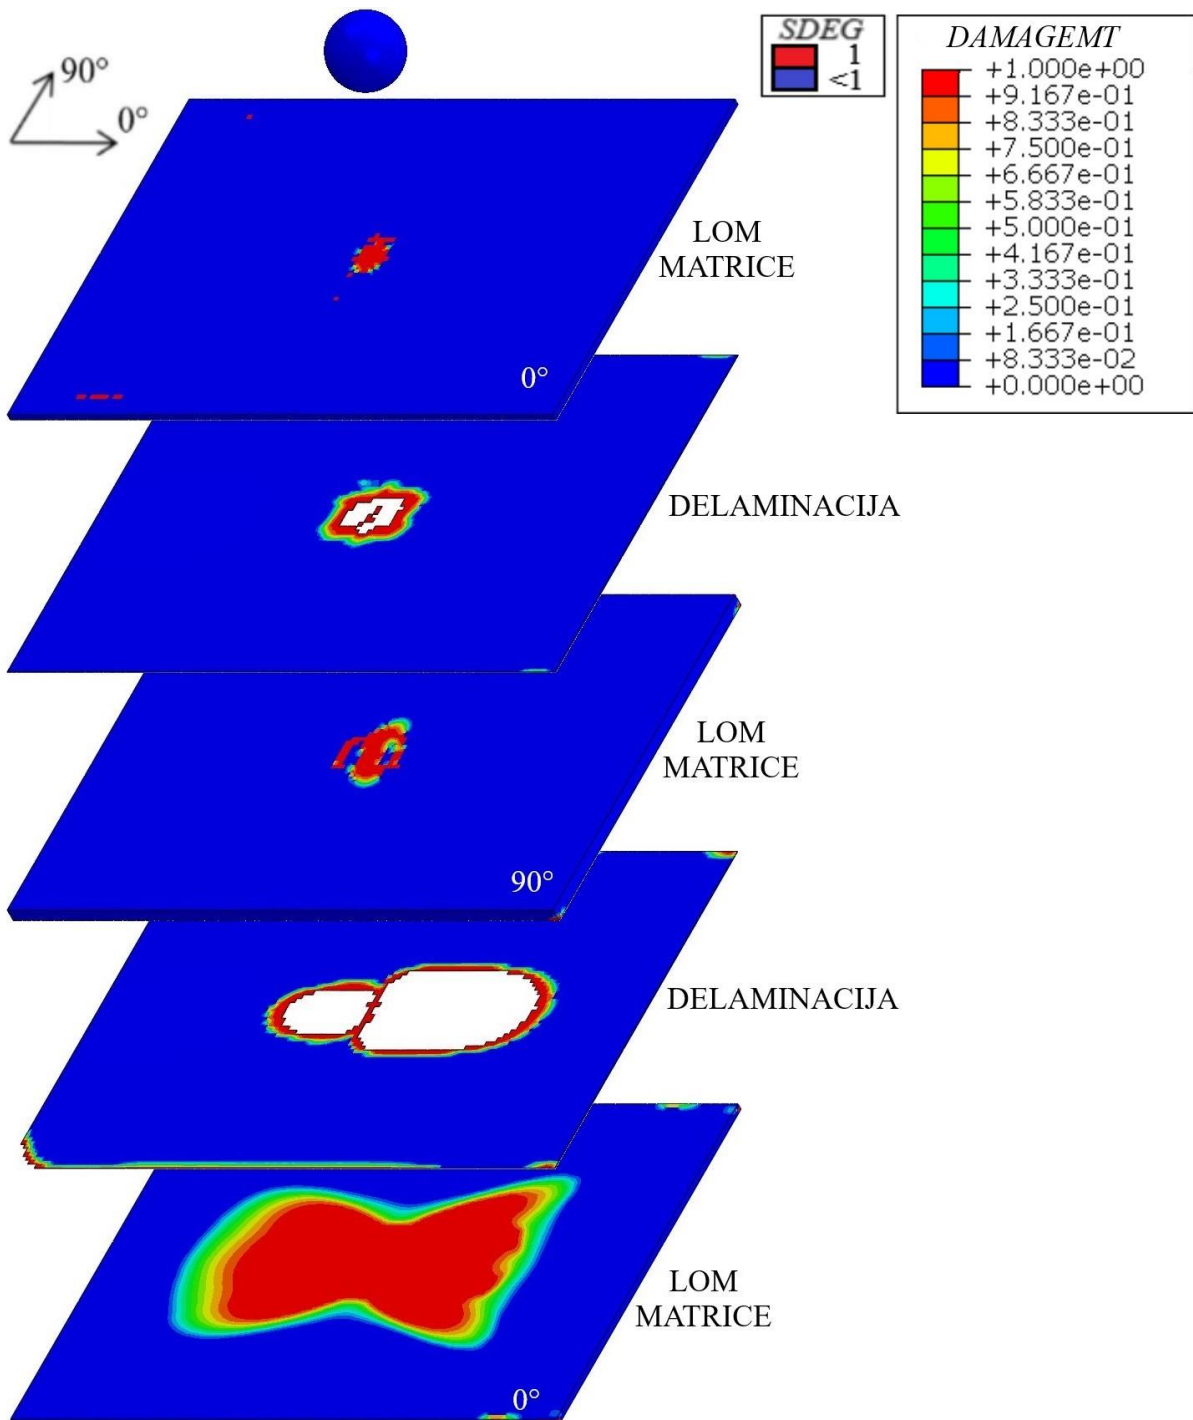 90°
0°
SDEG
1
<1
DAMAGEMT
+1.000e+00
+9.167e-01
+8.333e-01
+7.500e-01
+6.667e-01
+5.833e-01
+5.000e-01
+4.167e-01
+3.333e-01
+2.500e-01
+1.667e-01
+8.333e-02
+0.000e+00
LOM
MATRICE
0°
DELAMINACIJA
LOM
MATRICE
90°
DELAMINACIJA
LOM
MATRICE
0°